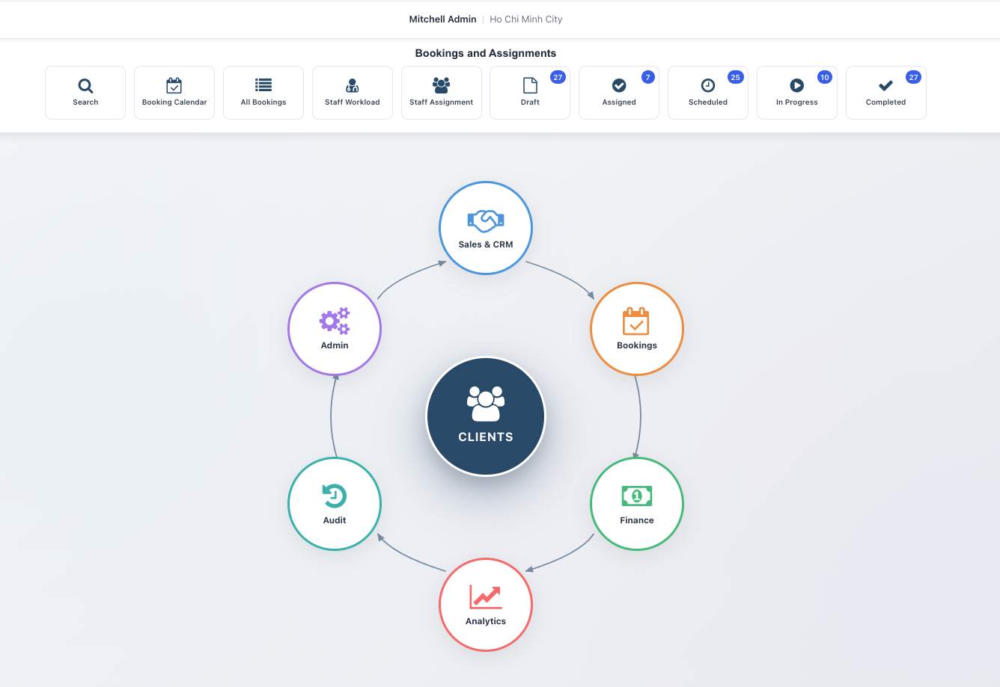 Mitchell Admin | Ho Chi Minh City
Bookings and Assignments
Search
Booking Calendar
All Bookings
Staff Workload
Staff Assignment
27
Draft
7
Assigned
25
Scheduled
10
In Progress
27
Completed
Sales & CRM
Admin
Bookings
CLIENTS
Audit
1
Finance
Analytics